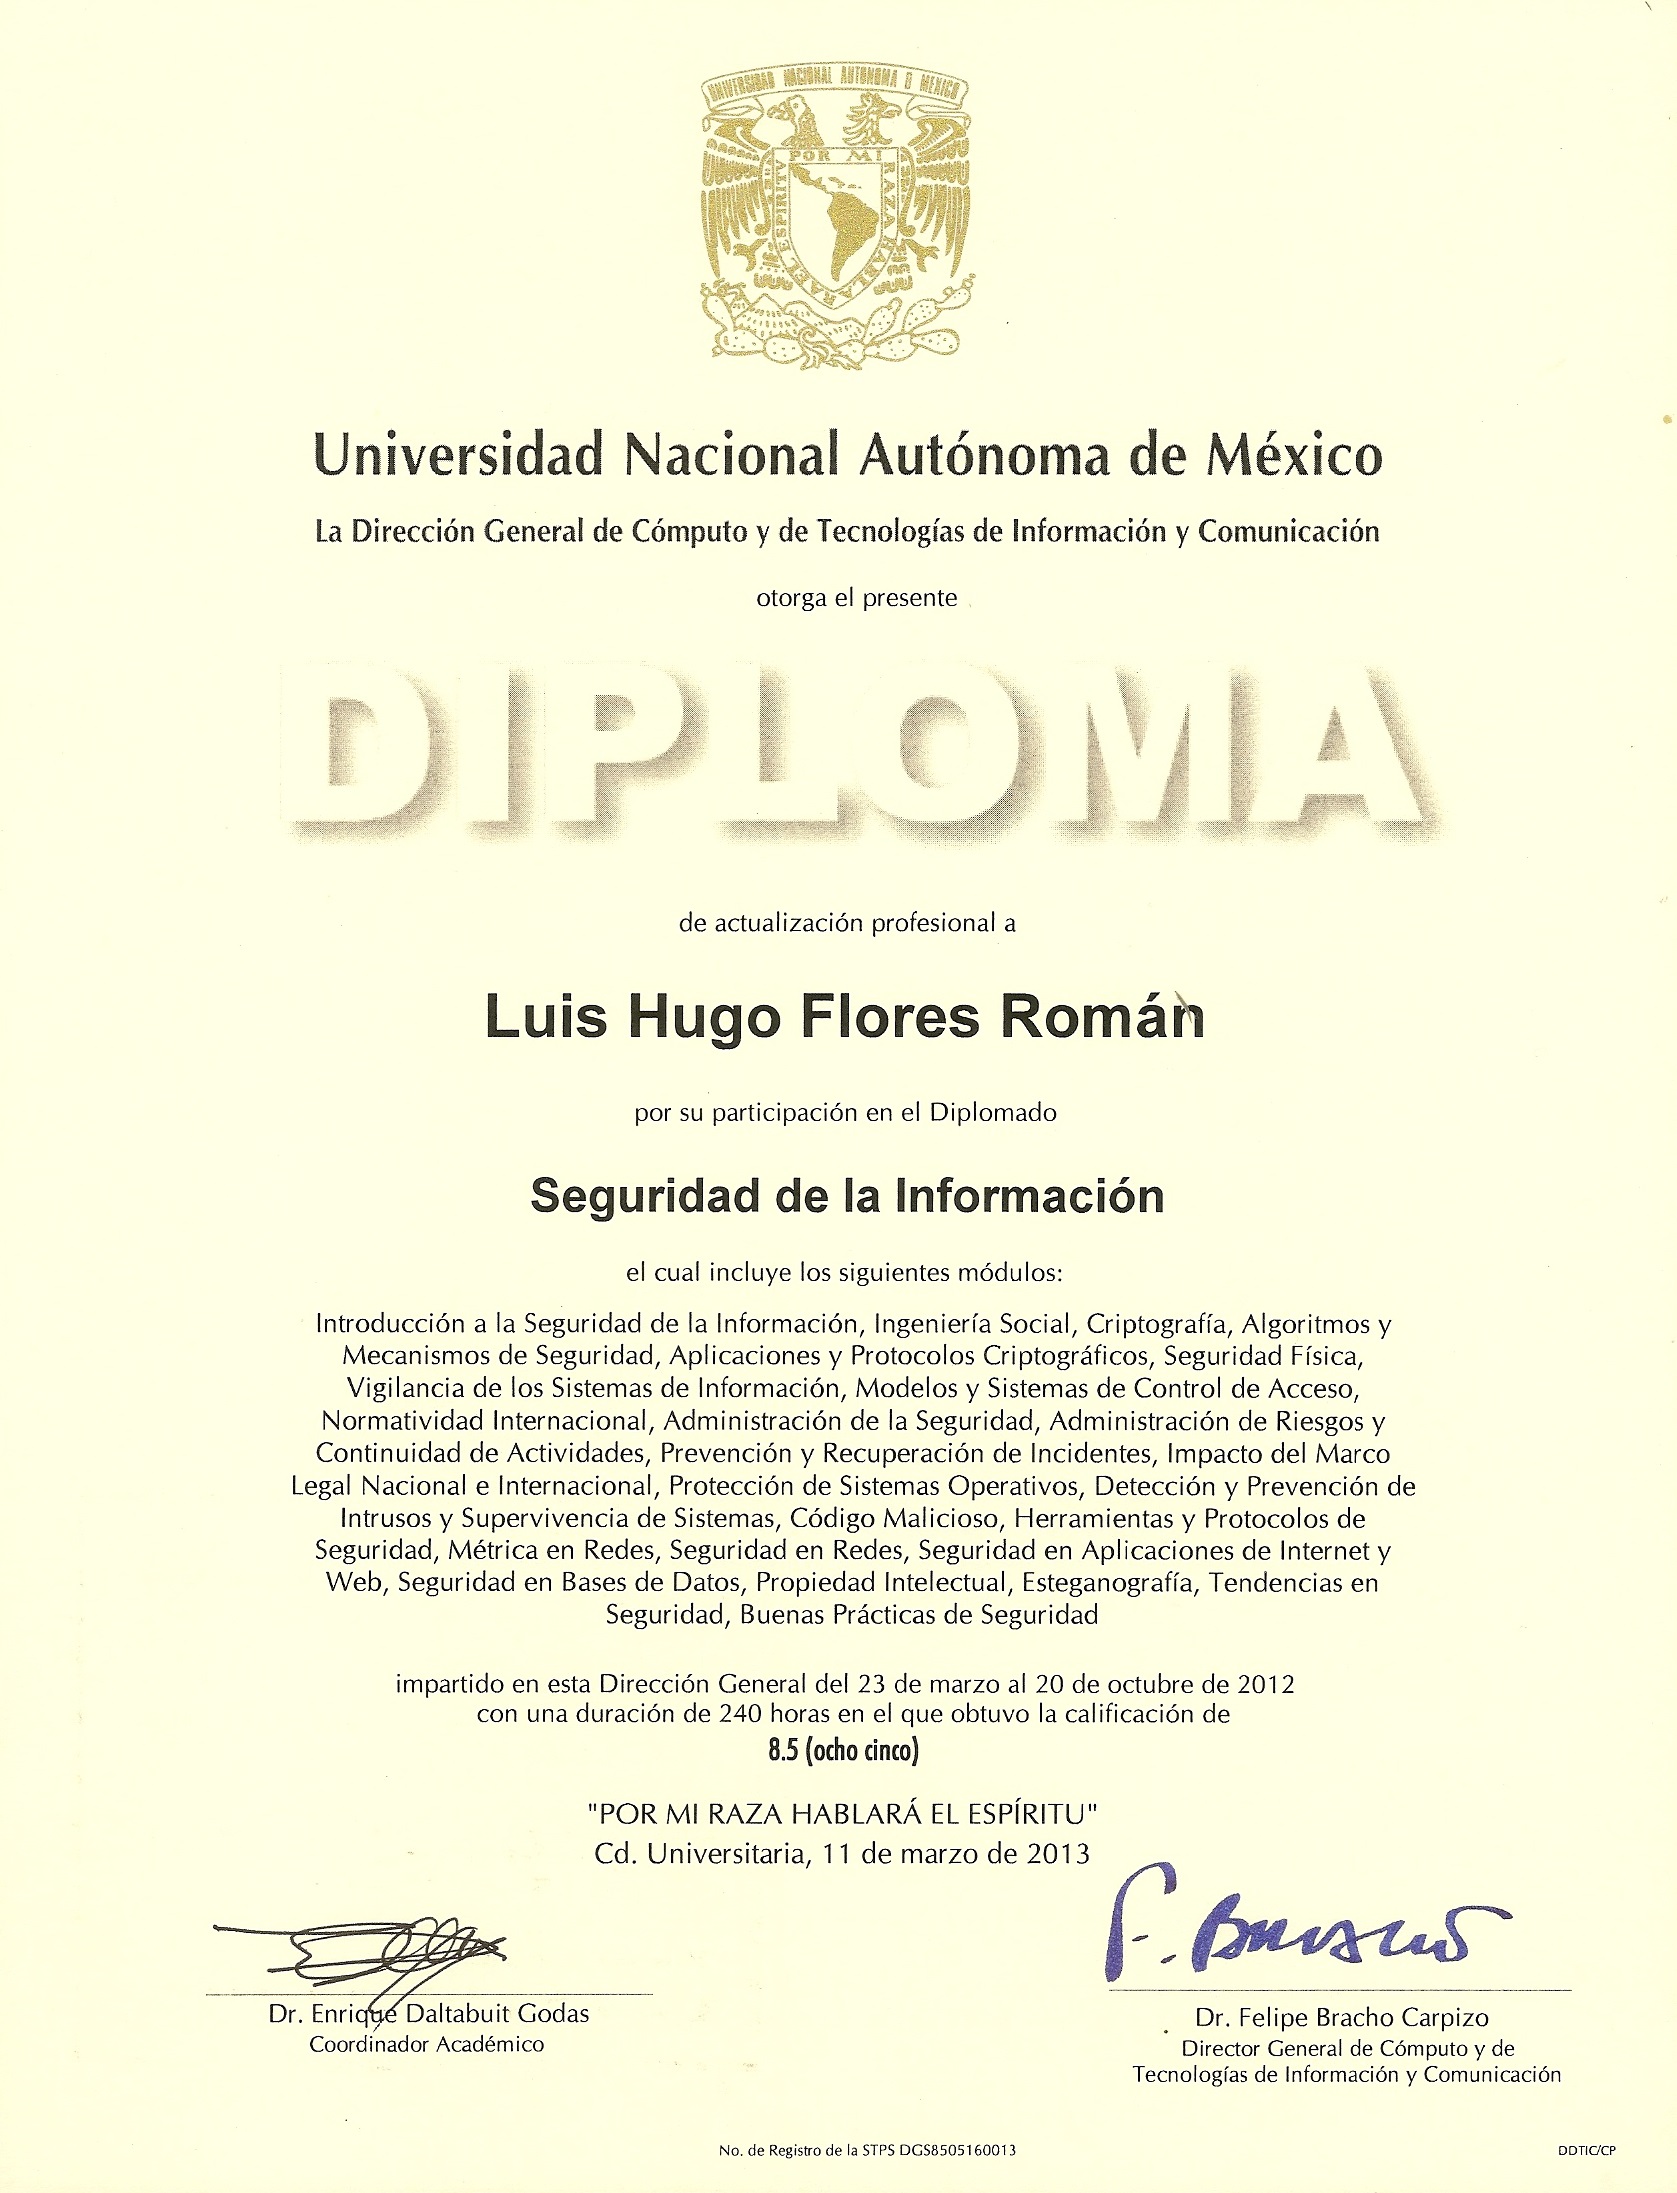 UNIVERSIDAD NACIONAL AUTONOMA D MEXICO
POR MI RAZA HABLARA EL ESPIRITV
Universidad Nacional Autónoma de México
La Dirección General de Cómputo y de Tecnologías de Información y Comunicación
otorga el presente
DIPLOMA
de actualización profesional a
Luis Hugo Flores Román
por su participación en el Diplomado
Seguridad de la Información
el cual incluye los siguientes módulos:
Introducción a la Seguridad de la Información, Ingeniería Social, Criptografía, Algoritmos y
Mecanismos de Seguridad, Aplicaciones y Protocolos Criptográficos, Seguridad Física,
Vigilancia de los Sistemas de Información, Modelos y Sistemas de Control de Acceso,
Normatividad Internacional, Administración de la Seguridad, Administración de Riesgos y
Continuidad de Actividades, Prevención y Recuperación de Incidentes, Impacto del Marco
Legal Nacional e Internacional, Protección de Sistemas Operativos, Detección y Prevención de
Intrusos y Supervivencia de Sistemas, Código Malicioso, Herramientas y Protocolos de
Seguridad, Métrica en Redes, Seguridad en Redes, Seguridad en Aplicaciones de Internet y
Web, Seguridad en Bases de Datos, Propiedad Intelectual, Esteganografía, Tendencias en
Seguridad, Buenas Prácticas de Seguridad
impartido en esta Dirección General del 23 de marzo al 20 de octubre de 2012
con una duración de 240 horas en el que obtuvo la calificación de
8.5 (ocho cinco)
"POR MI RAZA HABLARÁ EL ESPÍRITU"
Cd. Universitaria, 11 de marzo de 2013
F. Bracho
Dr. Enrique Daltabuit Godas
Coordinador Académico
Dr. Felipe Bracho Carpizo
Director General de Cómputo y de
Tecnologías de Información y Comunicación
No. de Registro de la STPS DGS8505160013
DDTIC/CP